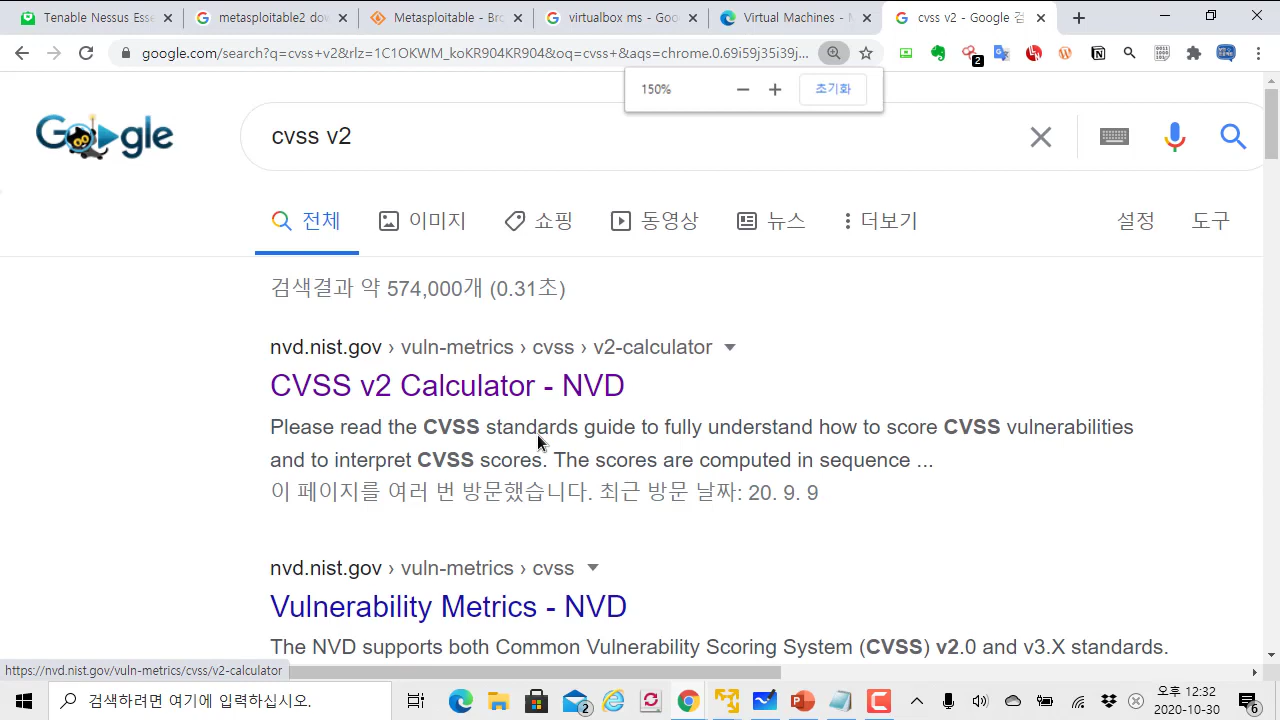 Tenable Nessus Esse
metasploitable2 dov
Metasploitable - Bro
virtualbox ms - Goo
Virtual Machines - M
cvss v2 - Google 검
google.com/search?q=cvss+v2&rlz=1C1OKWM_koKR904KR904&oq=cvss+&aqs=chrome.0.69i59j35i39j...
2
150%
초기화
Google
cvss v2
전체
이미지
쇼핑
동영상
뉴스
더보기
설정
도구
검색결과 약 574,000개 (0.31초)
nvd.nist.gov › vuln-metrics › cvss › v2-calculator
CVSS v2 Calculator - NVD
Please read the CVSS standards guide to fully understand how to score CVSS vulnerabilities
and to interpret CVSS scores. The scores are computed in sequence ...
이 페이지를 여러 번 방문했습니다. 최근 방문 날짜: 20. 9. 9
nvd.nist.gov › vuln-metrics › cvss
Vulnerability Metrics - NVD
The NVD supports both Common Vulnerability Scoring System (CVSS) v2.0 and v3.X standards.
https://nvd.nist.gov/vuln-metrics/cvss/v2-calculator
검색하려면 여기에 입력하십시오.
2
오후 12:32
2020-10-30
6